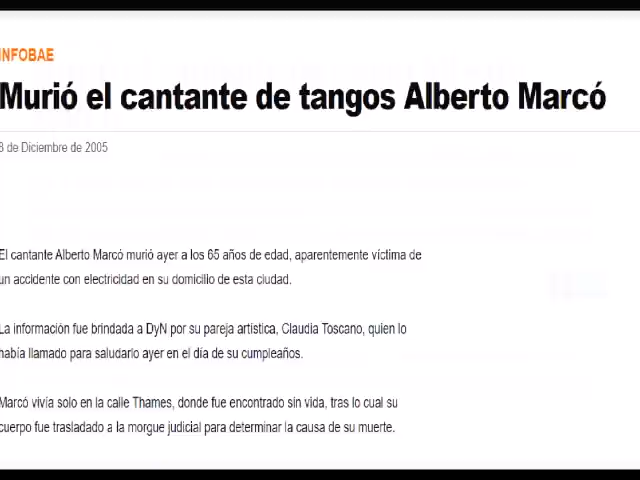 INFOBAE
Murió el cantante de tangos Alberto Marcó
8 de Diciembre de 2005
El cantante Alberto Marcó murió ayer a los 65 años de edad, aparentemente víctima de
un accidente con electricidad en su domicilio de esta ciudad.
La información fue brindada a DyN por su pareja artística, Claudia Toscano, quien lo
había llamado para saludarlo ayer en el día de su cumpleaños.
Marcó vivía solo en la calle Thames, donde fue encontrado sin vida, tras lo cual su
cuerpo fue trasladado a la morgue judicial para determinar la causa de su muerte.